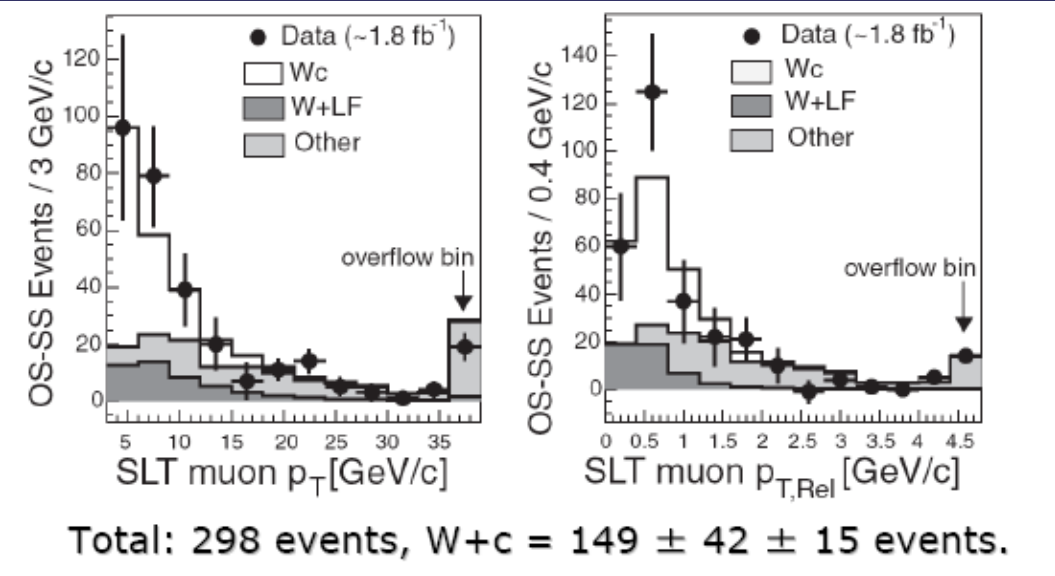 OS-SS Events / 3 GeV/c
120
100
80
60
40
20
0
Data (~1.8 fb⁻¹)
Wc
W+LF
Other
overflow bin
5 10 15 20 25 30 35
SLT muon p_T[GeV/c]
OS-SS Events / 0.4 GeV/c
140
120
100
80
60
40
20
0
Data (~1.8 fb⁻¹)
Wc
W+LF
Other
overflow bin
0 0.5 1 1.5 2 2.5 3 3.5 4 4.5
SLT muon p_T,Rel [GeV/c]
Total: 298 events, W+c = 149 ± 42 ± 15 events.